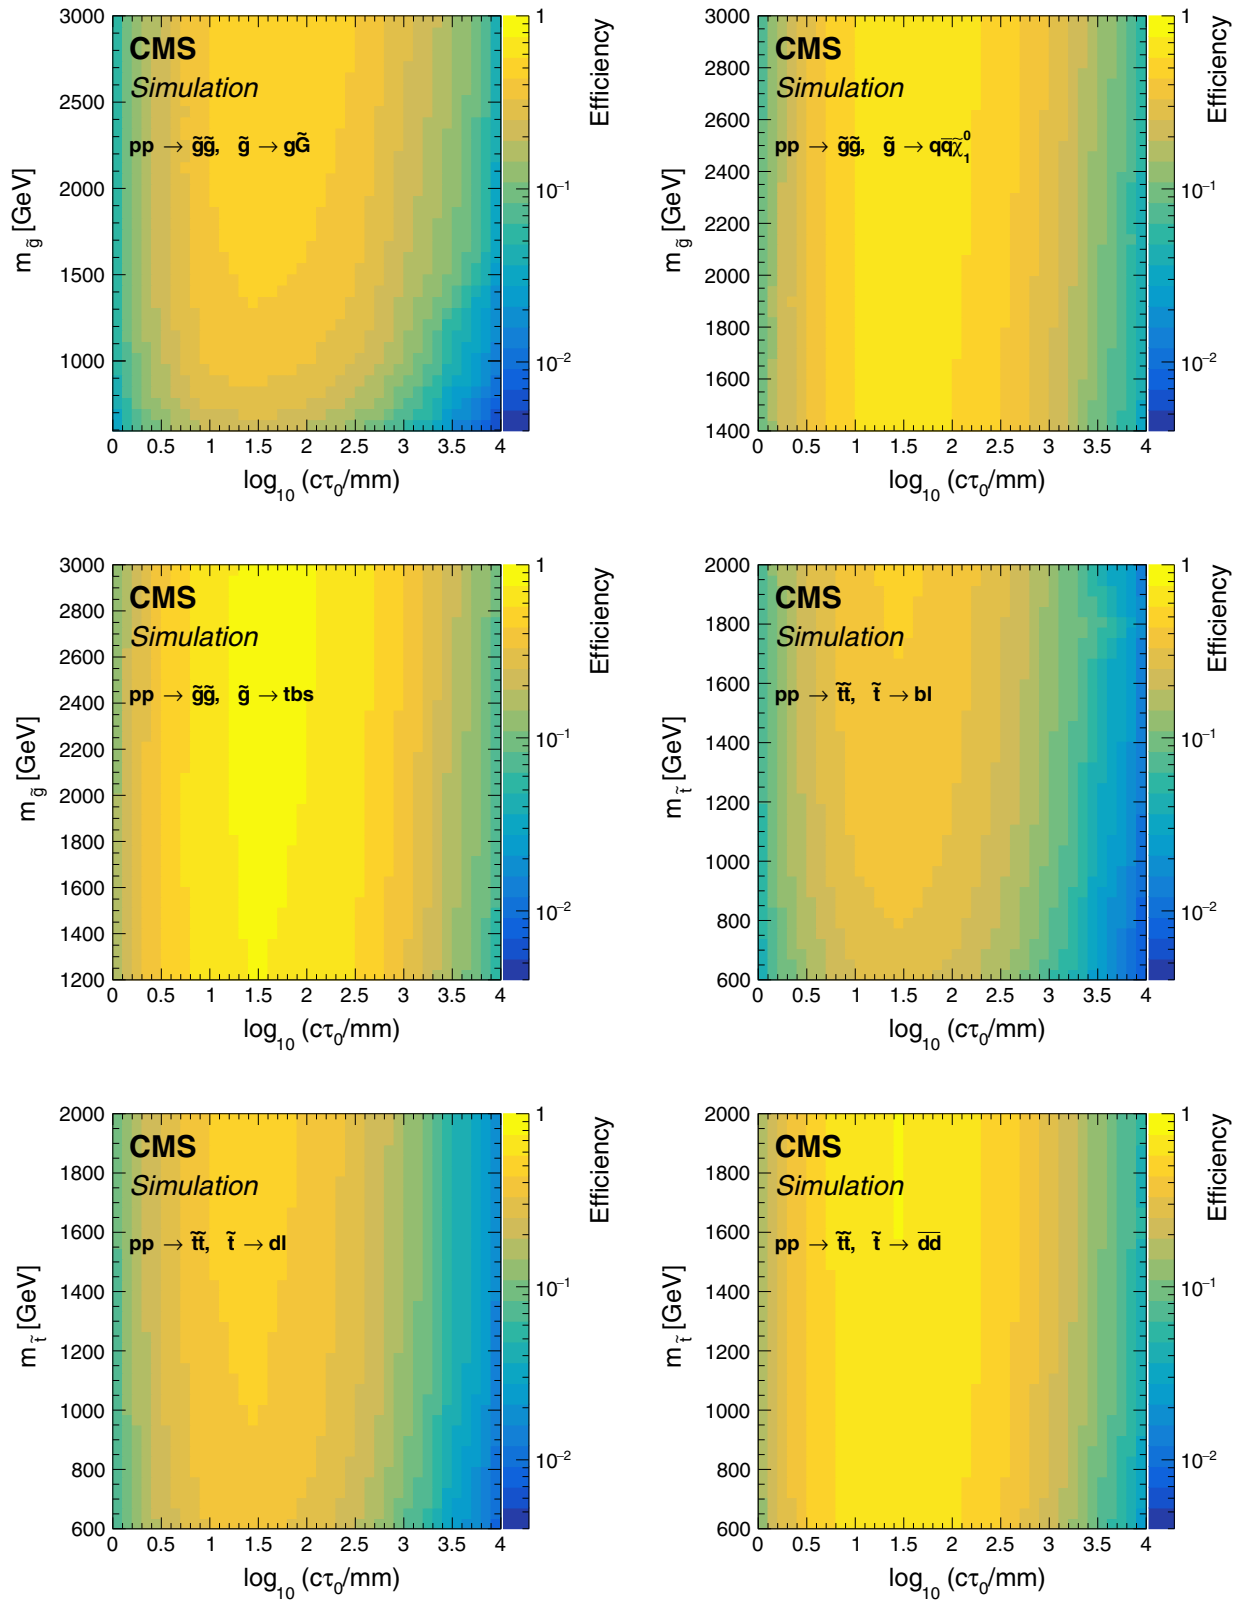 CMS
Simulation
pp → g̃g̃, g̃ → gG̃
3000
2500
2000
1500
1000
m g̃ [GeV]
0 0.5 1 1.5 2 2.5 3 3.5 4
log₁₀ (cτ₀/mm)
1
10⁻¹
10⁻²
Efficiency
CMS
Simulation
pp → g̃g̃, g̃ → qq̅χ̃⁰₁
3000
2800
2600
2400
2200
2000
1800
1600
1400
m g̃ [GeV]
0 0.5 1 1.5 2 2.5 3 3.5 4
log₁₀ (cτ₀/mm)
1
10⁻¹
10⁻²
Efficiency
CMS
Simulation
pp → g̃g̃, g̃ → tbs
3000
2800
2600
2400
2200
2000
1800
1600
1400
1200
m g̃ [GeV]
0 0.5 1 1.5 2 2.5 3 3.5 4
log₁₀ (cτ₀/mm)
1
10⁻¹
10⁻²
Efficiency
CMS
Simulation
pp → t̃t̃, t̃ → bl
2000
1800
1600
1400
1200
1000
800
600
m t̃ [GeV]
0 0.5 1 1.5 2 2.5 3 3.5 4
log₁₀ (cτ₀/mm)
1
10⁻¹
10⁻²
Efficiency
CMS
Simulation
pp → t̃t̃, t̃ → dl
2000
1800
1600
1400
1200
1000
800
600
m t̃ [GeV]
0 0.5 1 1.5 2 2.5 3 3.5 4
log₁₀ (cτ₀/mm)
1
10⁻¹
10⁻²
Efficiency
CMS
Simulation
pp → t̃t̃, t̃ → d̅d̅
2000
1800
1600
1400
1200
1000
800
600
m t̃ [GeV]
0 0.5 1 1.5 2 2.5 3 3.5 4
log₁₀ (cτ₀/mm)
1
10⁻¹
10⁻²
Efficiency